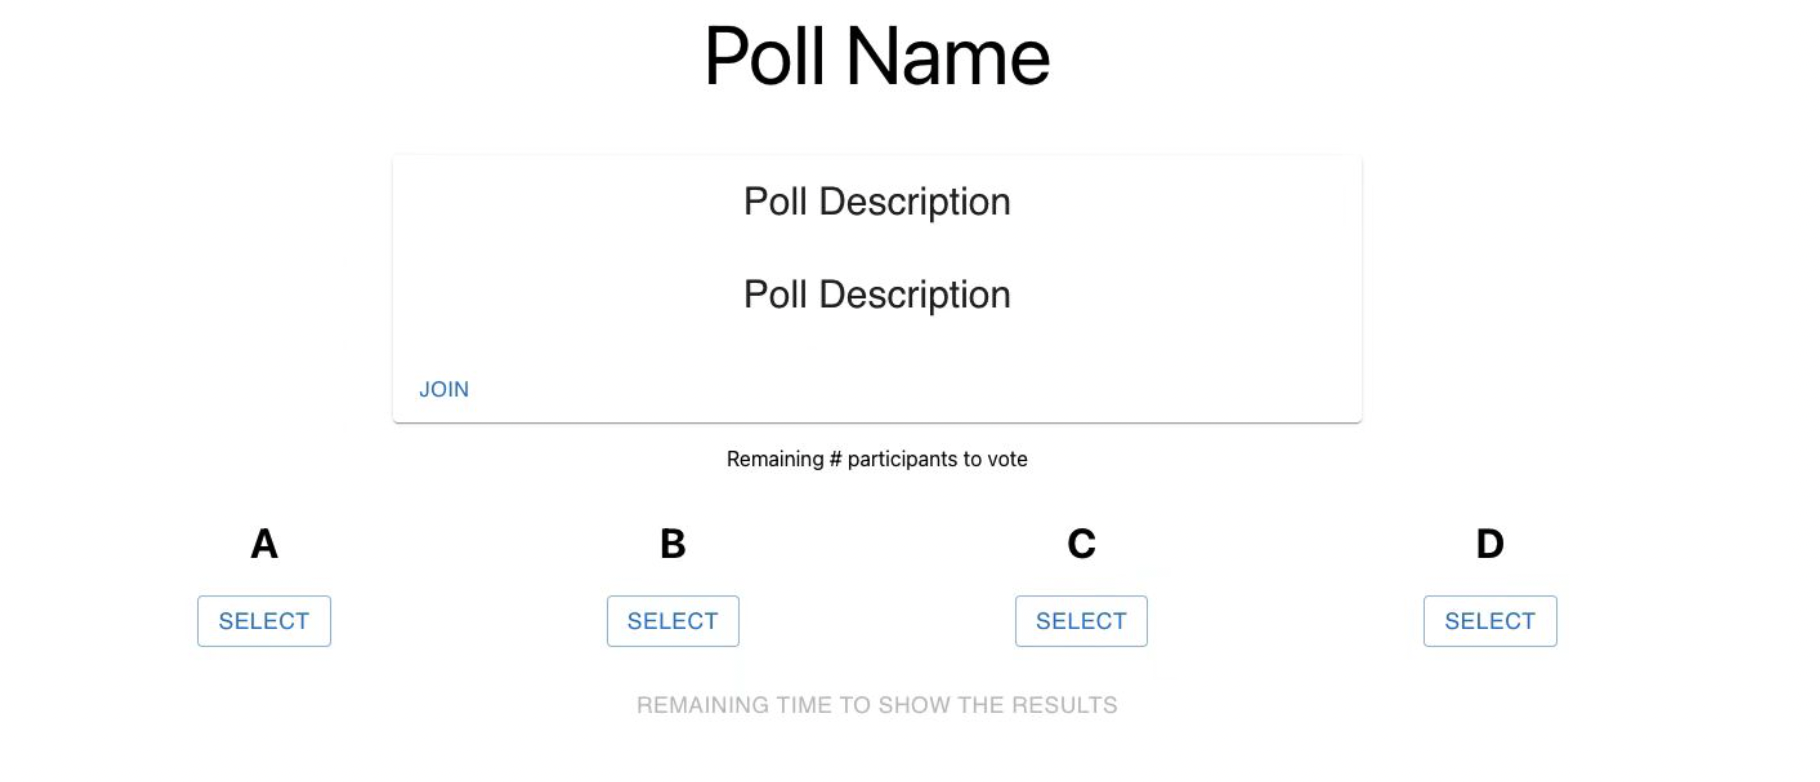 Poll Name
Poll Description
Poll Description
JOIN
Remaining # participants to vote
A B C D
SELECT SELECT SELECT SELECT
REMAINING TIME TO SHOW THE RESULTS